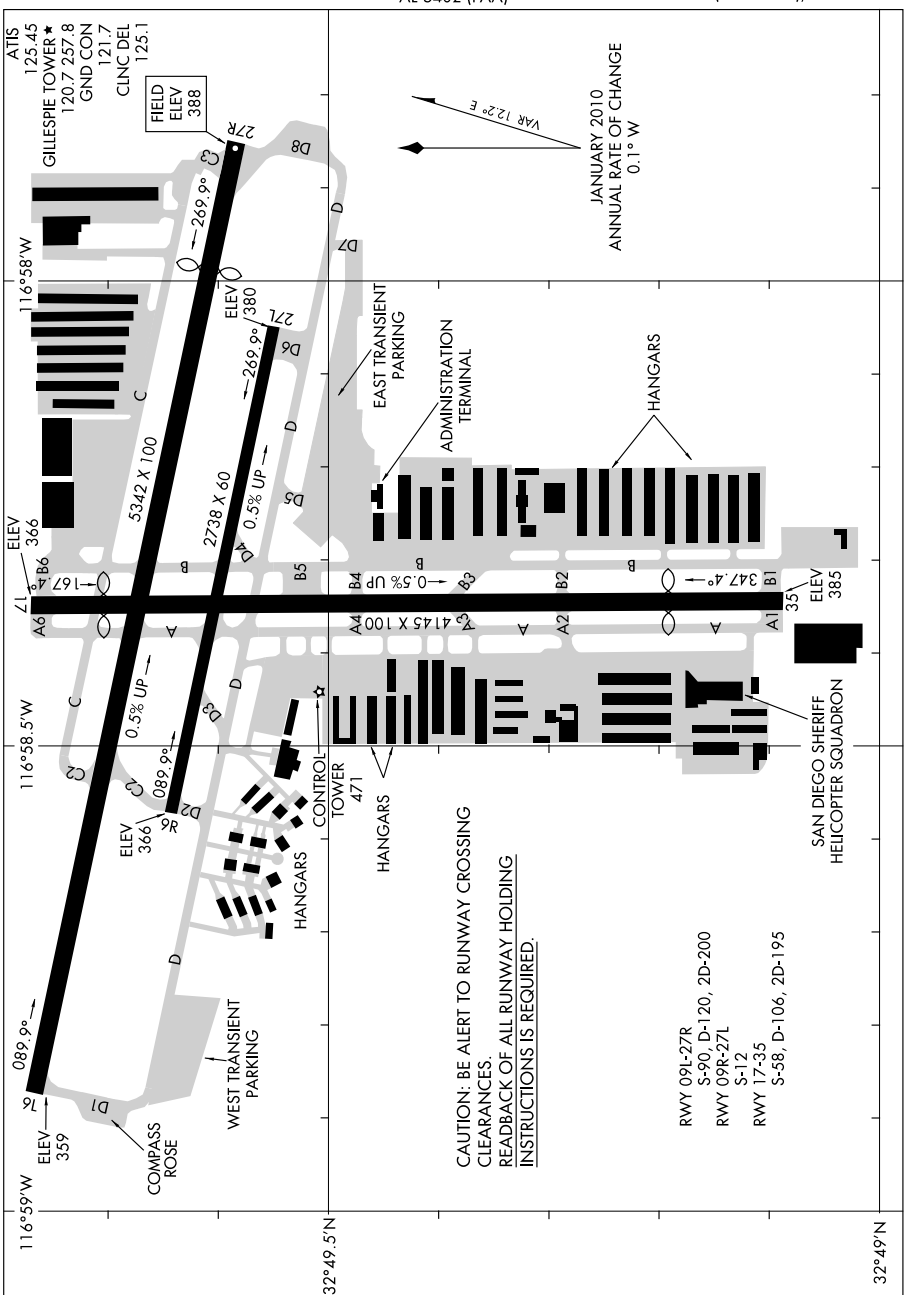 AL-5402 (FAA)
ATIS
125.45
GILLESPIE TOWER★
120.7 257.8
GND CON
121.7
CLNC DEL
125.1
FIELD
ELEV
388
27R
C3
D8
269.9°
116°58'W
VAR 12.2° E
JANUARY 2010
ANNUAL RATE OF CHANGE
0.1° W
D
D7
ELEV
380
27L
D6
269.9°
C
5342 X 100
2738 X 60
0.5% UP
D
D5
D4
EAST TRANSIENT
PARKING
ADMINISTRATION
TERMINAL
HANGARS
ELEV
366
17
A6
B6
167.4°
B
A
B5
B4
A4
0.5% UP
4145 X 100
B
B3
A3
A
B2
A2
B
A
347.4°
B1
A1
35
ELEV
385
C
0.5% UP
D
D3
116°58.5'W
C2
C2
089.9°
D2
9R
ELEV
366
CONTROL
TOWER
471
HANGARS
HANGARS
SAN DIEGO SHERIFF
HELICOPTER SQUADRON
089.9°
9L
ELEV
359
D1
D
COMPASS
ROSE
WEST TRANSIENT
PARKING
CAUTION: BE ALERT TO RUNWAY CROSSING
CLEARANCES.
READBACK OF ALL RUNWAY HOLDING
INSTRUCTIONS IS REQUIRED.
RWY 09L-27R
S-90, D-120, 2D-200
RWY 09R-27L
S-12
RWY 17-35
S-58, D-106, 2D-195
116°59'W
32°49.5'N
32°49'N